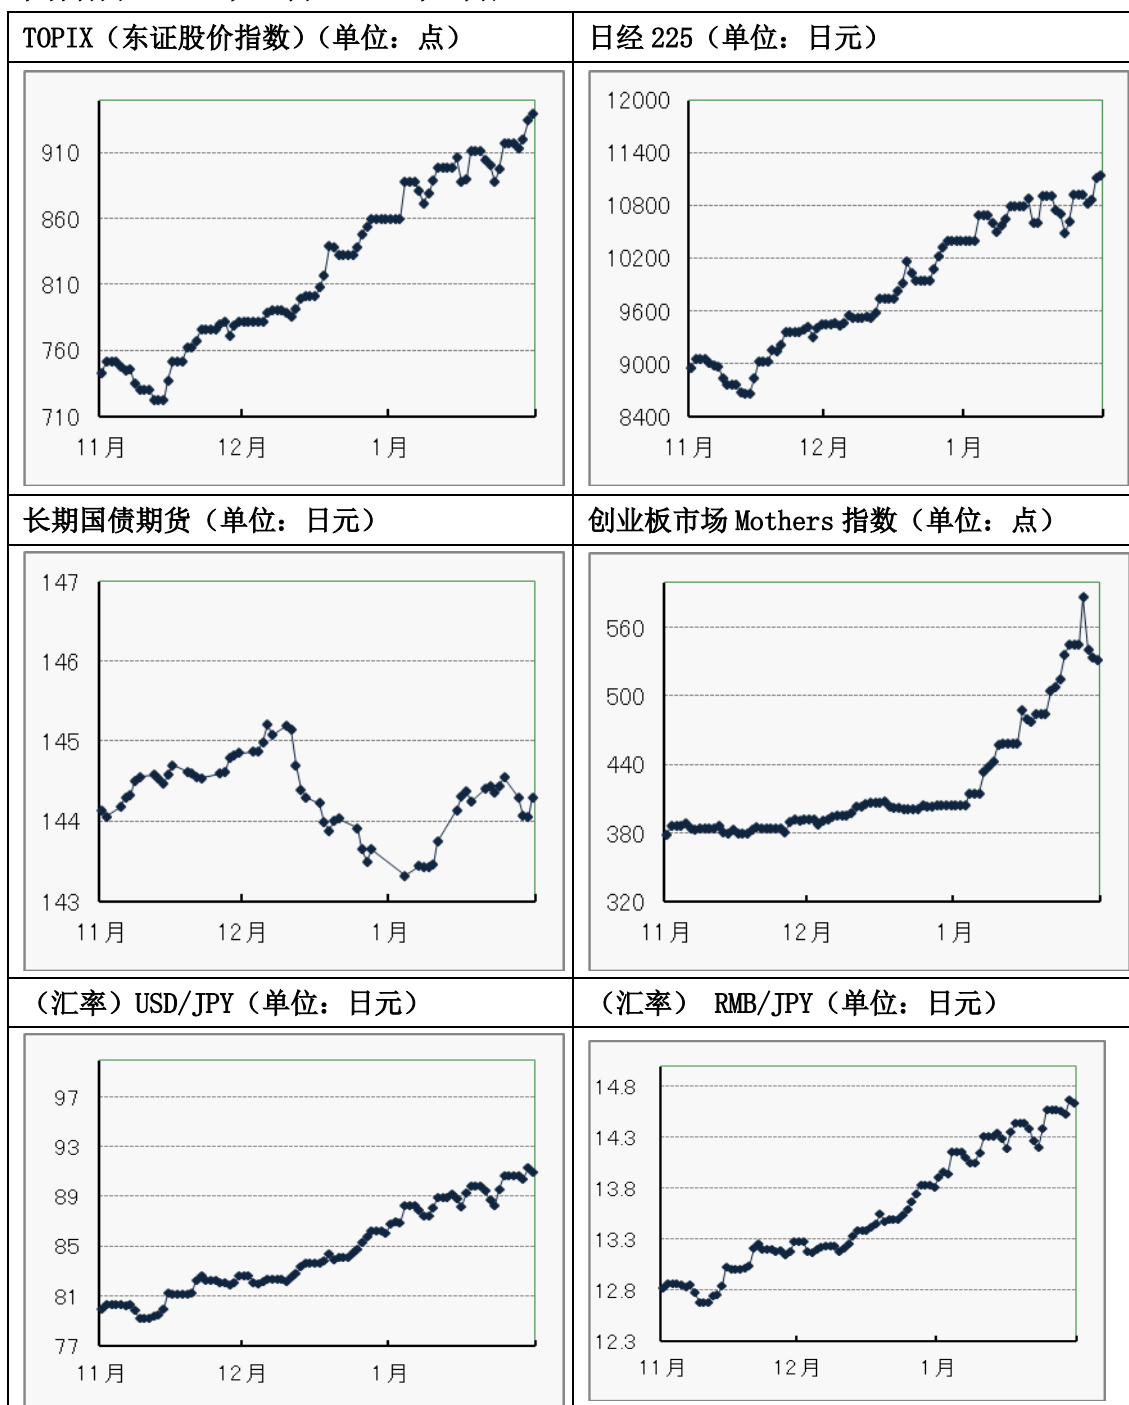 TOPIX（东证股价指数）（单位：点）
910
860
810
760
710
11月 12月 1月
日经 225（单位：日元）
12000
11400
10800
10200
9600
9000
8400
11月 12月 1月
长期国债期货（单位：日元）
147
146
145
144
143
11月 12月 1月
创业板市场 Mothers 指数（单位：点）
560
500
440
380
320
11月 12月 1月
（汇率）USD/JPY（单位：日元）
97
93
89
85
81
77
11月 12月 1月
（汇率） RMB/JPY（单位：日元）
14.8
14.3
13.8
13.3
12.8
12.3
11月 12月 1月